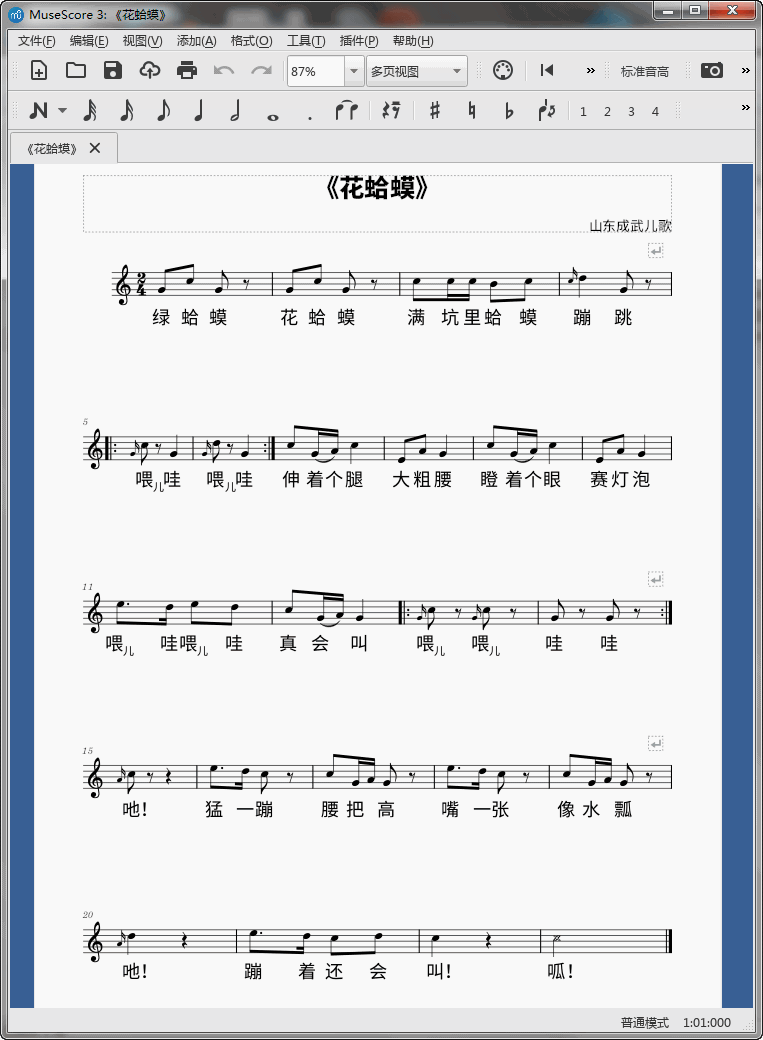 MuseScore 3: 《花蛤蟆》
文件(F) 编辑(E) 视图(V) 添加(A) 格式(O) 工具(T) 插件(P) 帮助(H)
87% 多页视图 » 标准音高 »
1 2 3 4 »
《花蛤蟆》
《花蛤蟆》
山东成武儿歌
2
4
绿 蛤 蟆 花 蛤 蟆 满 坑 里 蛤 蟆 蹦 跳
5
喂儿哇 喂儿哇 伸 着个腿 大粗腰 瞪 着个眼 赛灯泡
11
喂儿 哇喂儿 哇 真 会 叫 喂儿 喂儿 哇 哇
15
吔! 猛 一蹦 腰 把 高 嘴 一张 像 水 瓢
20
吔! 蹦 着 还 会 叫! 呱!
普通模式 1:01:000